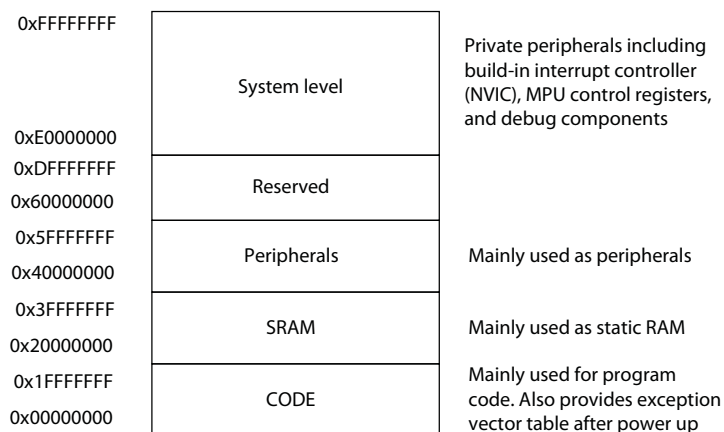 0xFFFFFFFF
System level
Private peripherals including
build-in interrupt controller
(NVIC), MPU control registers,
and debug components
0xE0000000
0xDFFFFFFF
Reserved
0x60000000
0x5FFFFFFF
Peripherals
Mainly used as peripherals
0x40000000
0x3FFFFFFF
SRAM
Mainly used as static RAM
0x20000000
0x1FFFFFFF
CODE
Mainly used for program
code. Also provides exception
vector table after power up
0x00000000